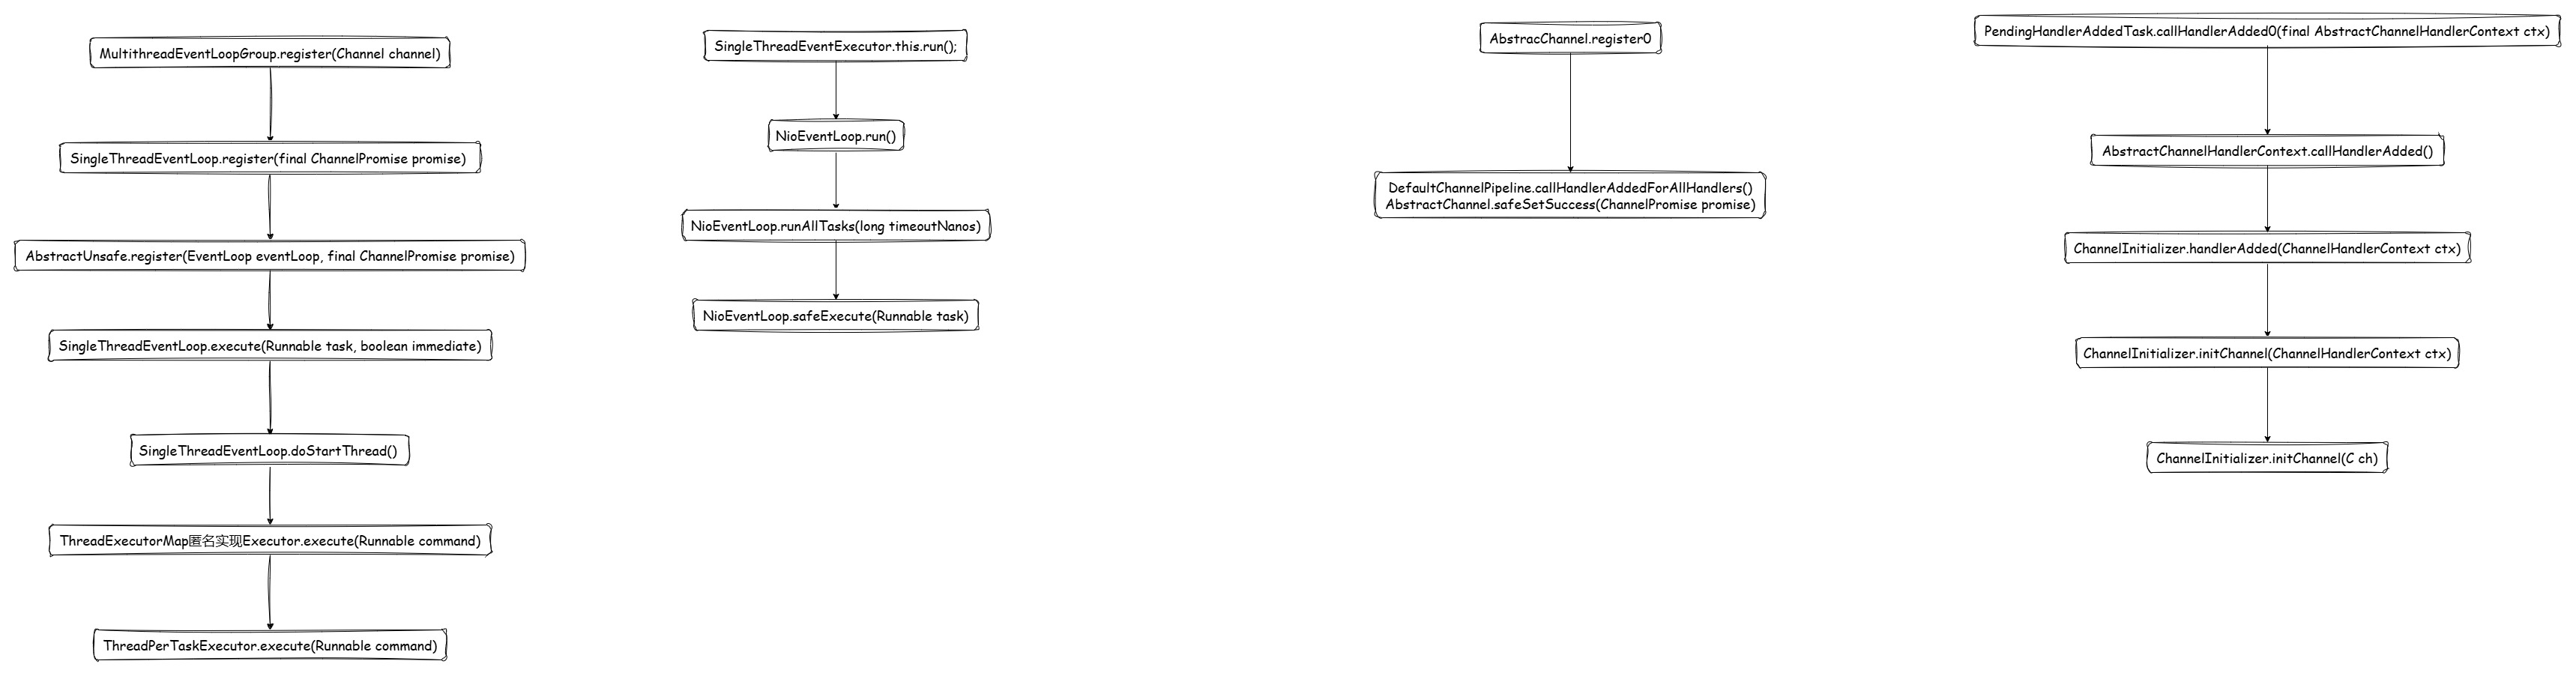 MultithreadEventLoopGroup.register(Channel channel)
SingleThreadEventLoop.register(final ChannelPromise promise)
AbstractUnsafe.register(EventLoop eventLoop, final ChannelPromise promise)
SingleThreadEventLoop.execute(Runnable task, boolean immediate)
SingleThreadEventLoop.doStartThread()
ThreadExecutorMap匿名实现Executor.execute(Runnable command)
ThreadPerTaskExecutor.execute(Runnable command)
SingleThreadEventExecutor.this.run();
NioEventLoop.run()
NioEventLoop.runAllTasks(long timeoutNanos)
NioEventLoop.safeExecute(Runnable task)
AbstracChannel.register0
DefaultChannelPipeline.callHandlerAddedForAllHandlers()
AbstractChannel.safeSetSuccess(ChannelPromise promise)
PendingHandlerAddedTask.callHandlerAdded0(final AbstractChannelHandlerContext ctx)
AbstractChannelHandlerContext.callHandlerAdded()
ChannelInitializer.handlerAdded(ChannelHandlerContext ctx)
ChannelInitializer.initChannel(ChannelHandlerContext ctx)
ChannelInitializer.initChannel(C ch)